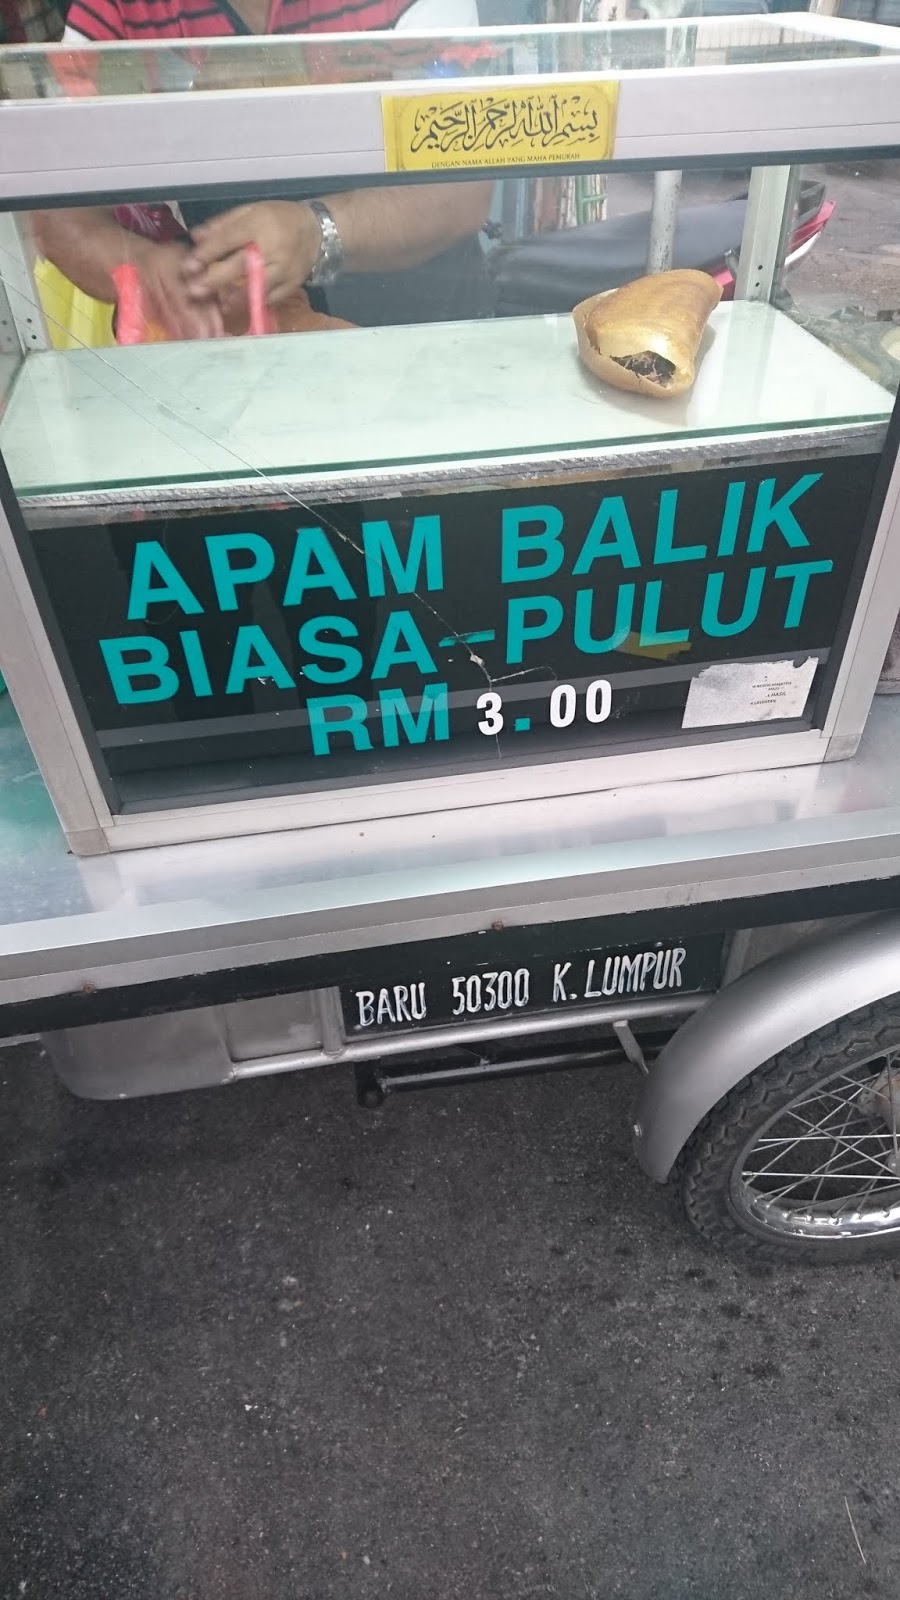 بسم الله الرحمن الرحيم
DENGAN NAMA ALLAH YANG MAHA PEMURAH
APAM BALIK
BIASA-PULUT
RM 3.00
BARU 50300 K.LUMPUR